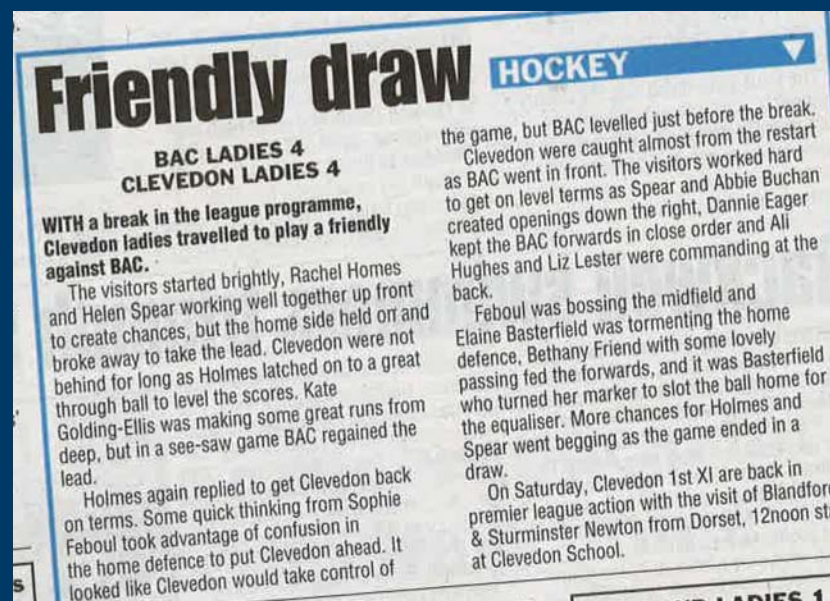 Friendly draw
HOCKEY
BAC LADIES 4
CLEVEDON LADIES 4
WITH a break in the league programme,
Clevedon ladies travelled to play a friendly
against BAC.
The visitors started brightly, Rachel Homes
and Helen Spear working well together up front
to create chances, but the home side held on and
broke away to take the lead. Clevedon were not
behind for long as Holmes latched on to a great
through ball to level the scores. Kate
Golding-Ellis was making some great runs from
deep, but in a see-saw game BAC regained the
lead.
Holmes again replied to get Clevedon back
on terms. Some quick thinking from Sophie
Feboul took advantage of confusion in
the home defence to put Clevedon ahead. It
looked like Clevedon would take control of
the game, but BAC levelled just before the break.
Clevedon were caught almost from the restart
as BAC went in front. The visitors worked hard
to get on level terms as Spear and Abbie Buchan
created openings down the right, Dannie Eager
kept the BAC forwards in close order and Ali
Hughes and Liz Lester were commanding at the
back.
Feboul was bossing the midfield and
Elaine Basterfield was tormenting the home
defence, Bethany Friend with some lovely
passing fed the forwards, and it was Basterfield
who turned her marker to slot the ball home for
the equaliser. More chances for Holmes and
Spear went begging as the game ended in a
draw.
On Saturday, Clevedon 1st XI are back in
premier league action with the visit of Blandford
& Sturminster Newton from Dorset, 12noon st
at Clevedon School.
LADIES 1